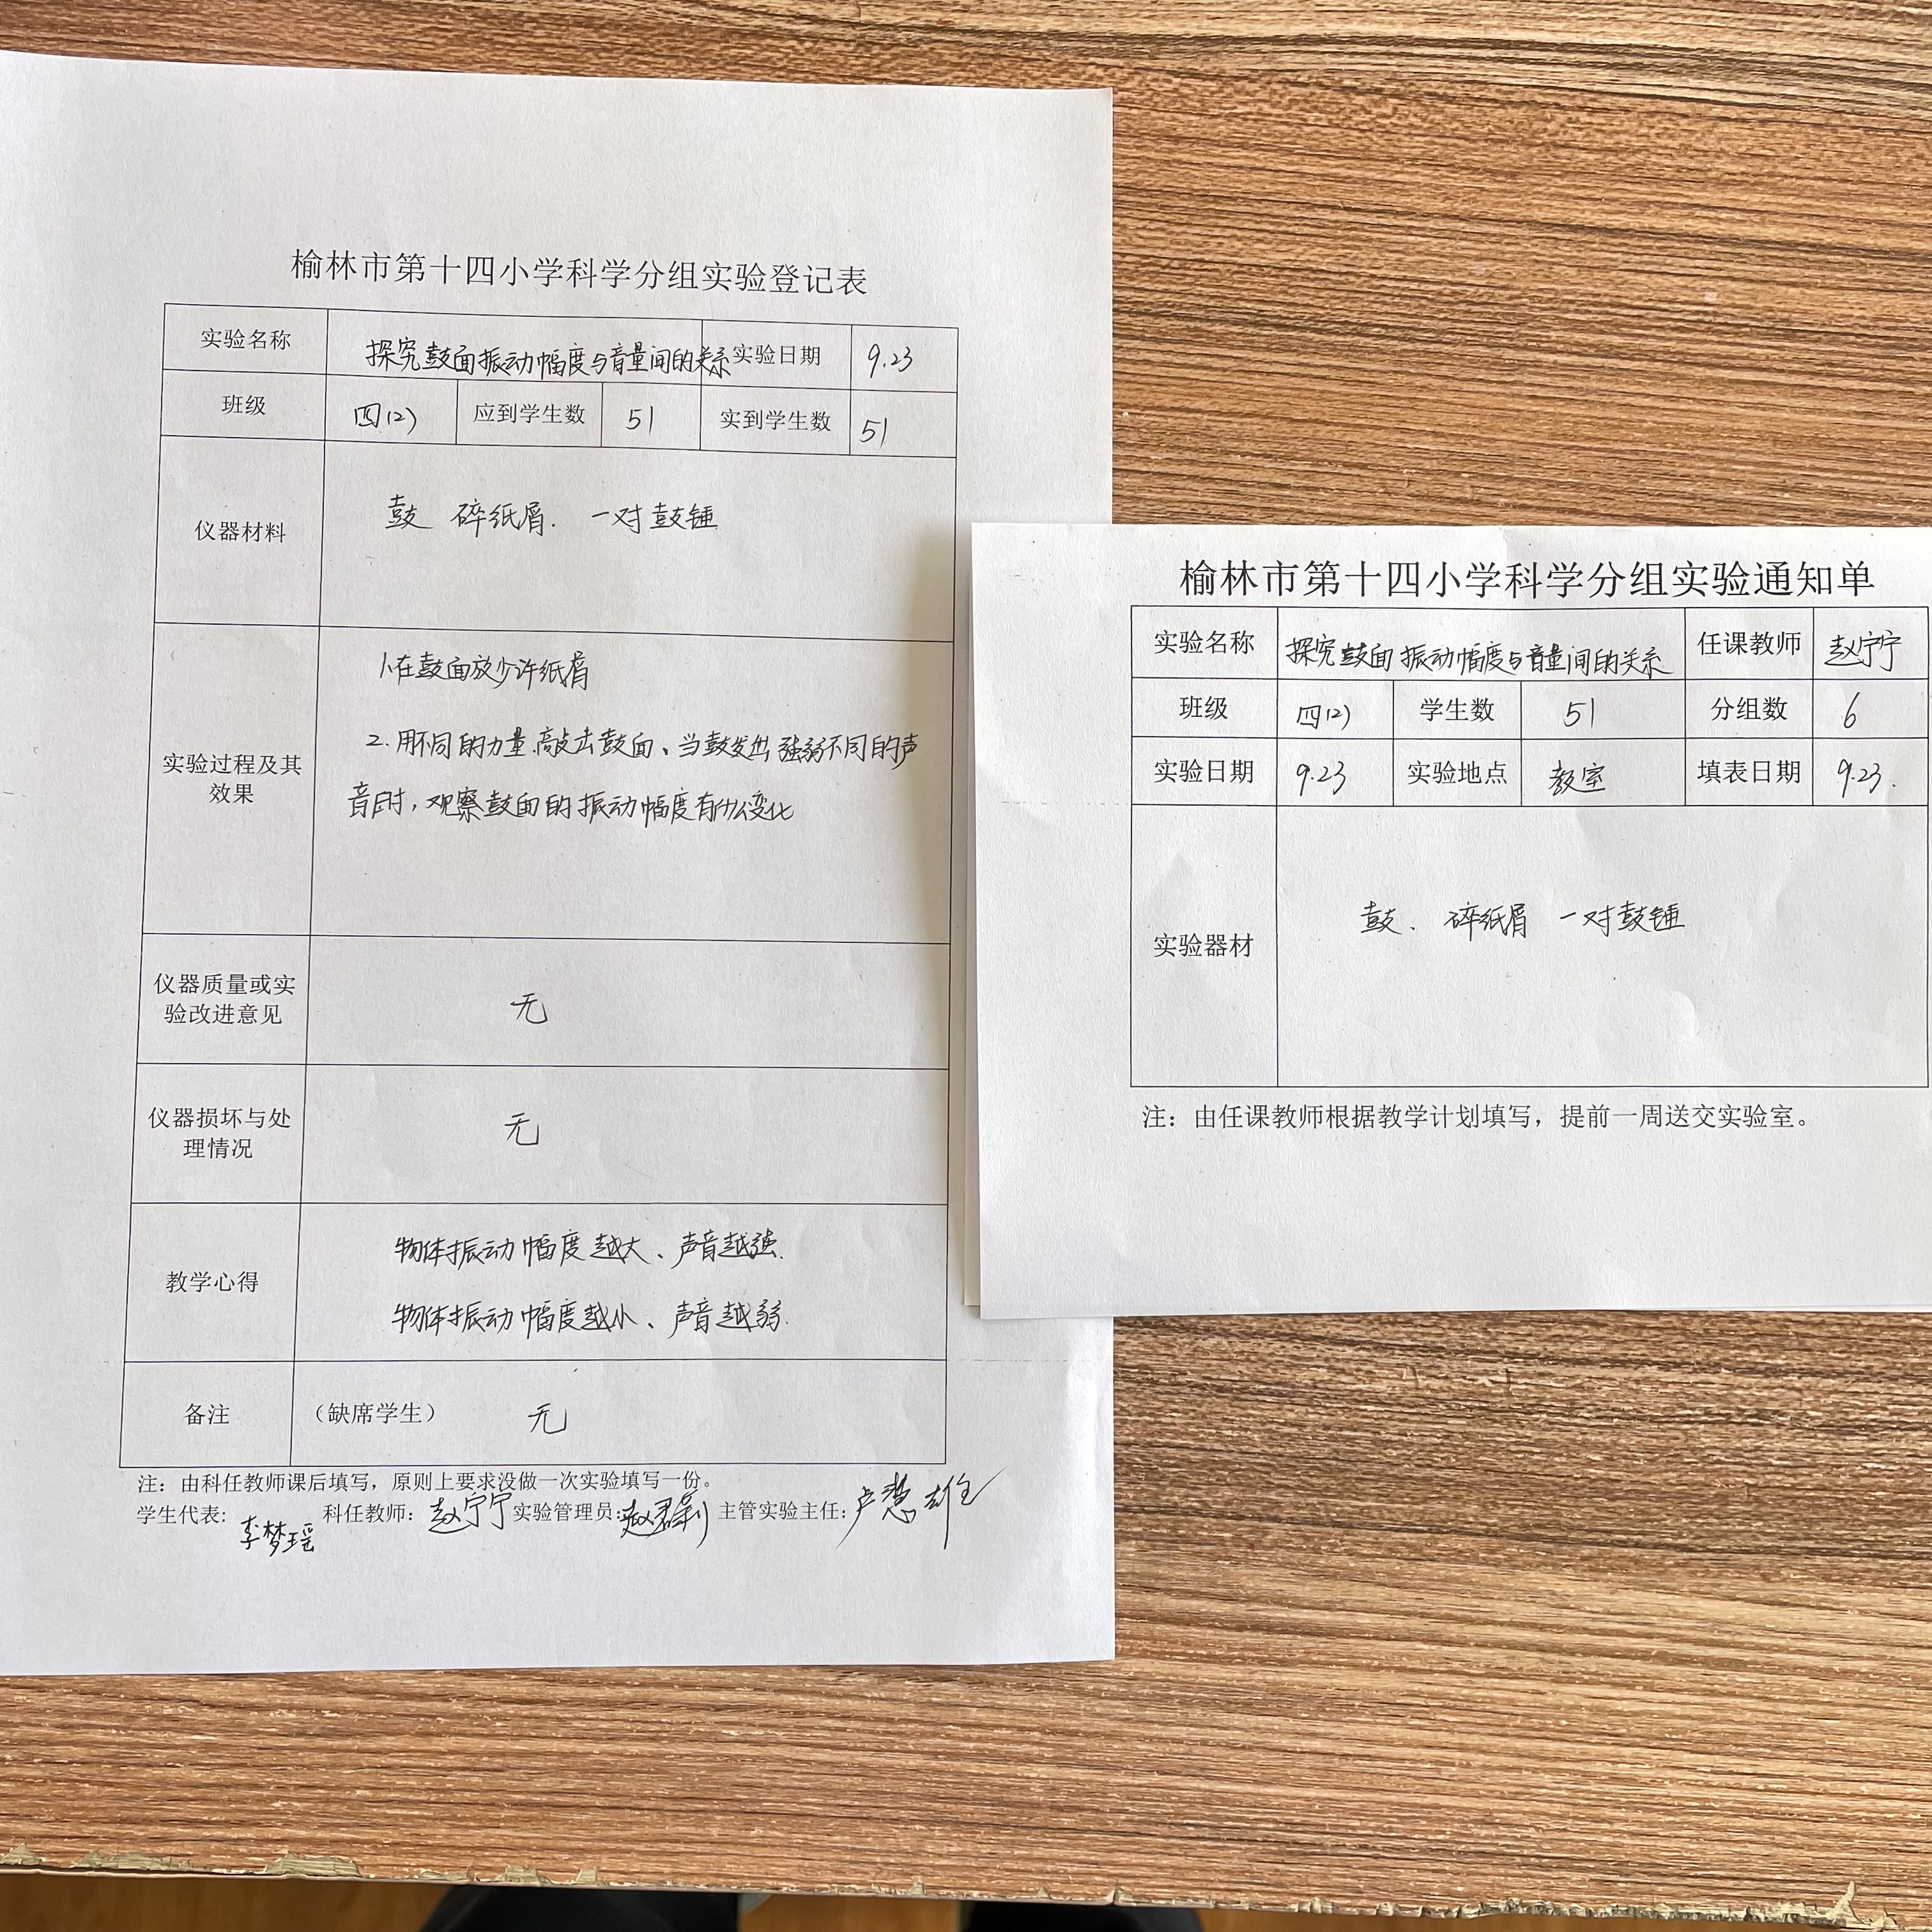 榆林市第十四小学科学分组实验登记表
实验名称 探究鼓面振动幅度与音量间的关系 实验日期 9.23
班级 四(2) 应到学生数 51 实到学生数 51
仪器材料 鼓 碎纸屑. 一对鼓锤
1.在鼓面放少许纸屑
2.用不同的力量敲击鼓面、当鼓发出强弱不同的声
实验过程及其
效果
音时,观察鼓面的振动幅度有什么变化
仪器质量或实
验改进意见
无
仪器损坏与处
理情况
无
物体振动幅度越大、声音越强.
教学心得
物体振动幅度越小、声音越弱.
备注 （缺席学生） 无
注：由科任教师课后填写，原则上要求没做一次实验填写一份。
学生代表: 李梦瑶 科任教师: 赵宁宁 实验管理员: 主管实验主任: 卢慧雄
榆林市第十四小学科学分组实验通知单
实验名称 探究鼓面振动幅度与音量间的关系 任课教师 赵宁宁
班级 四(2) 学生数 51 分组数 6
实验日期 9.23 实验地点 教室 填表日期 9.23.
实验器材 鼓、碎纸屑 一对鼓锤
注：由任课教师根据教学计划填写，提前一周送交实验室。